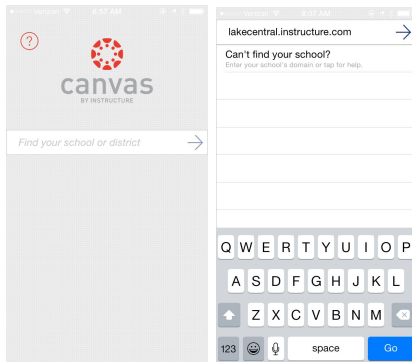 Verizon 8:37 AM
?
canvas
BY INSTRUCTURE
Find your school or district
Verizon 8:37 AM
lakecentral.instructure.com
Can't find your school?
Enter your school's domain or tap for help.
Q W E R T Y U I O P
A S D F G H J K L
Z X C V B N M
123 space Go